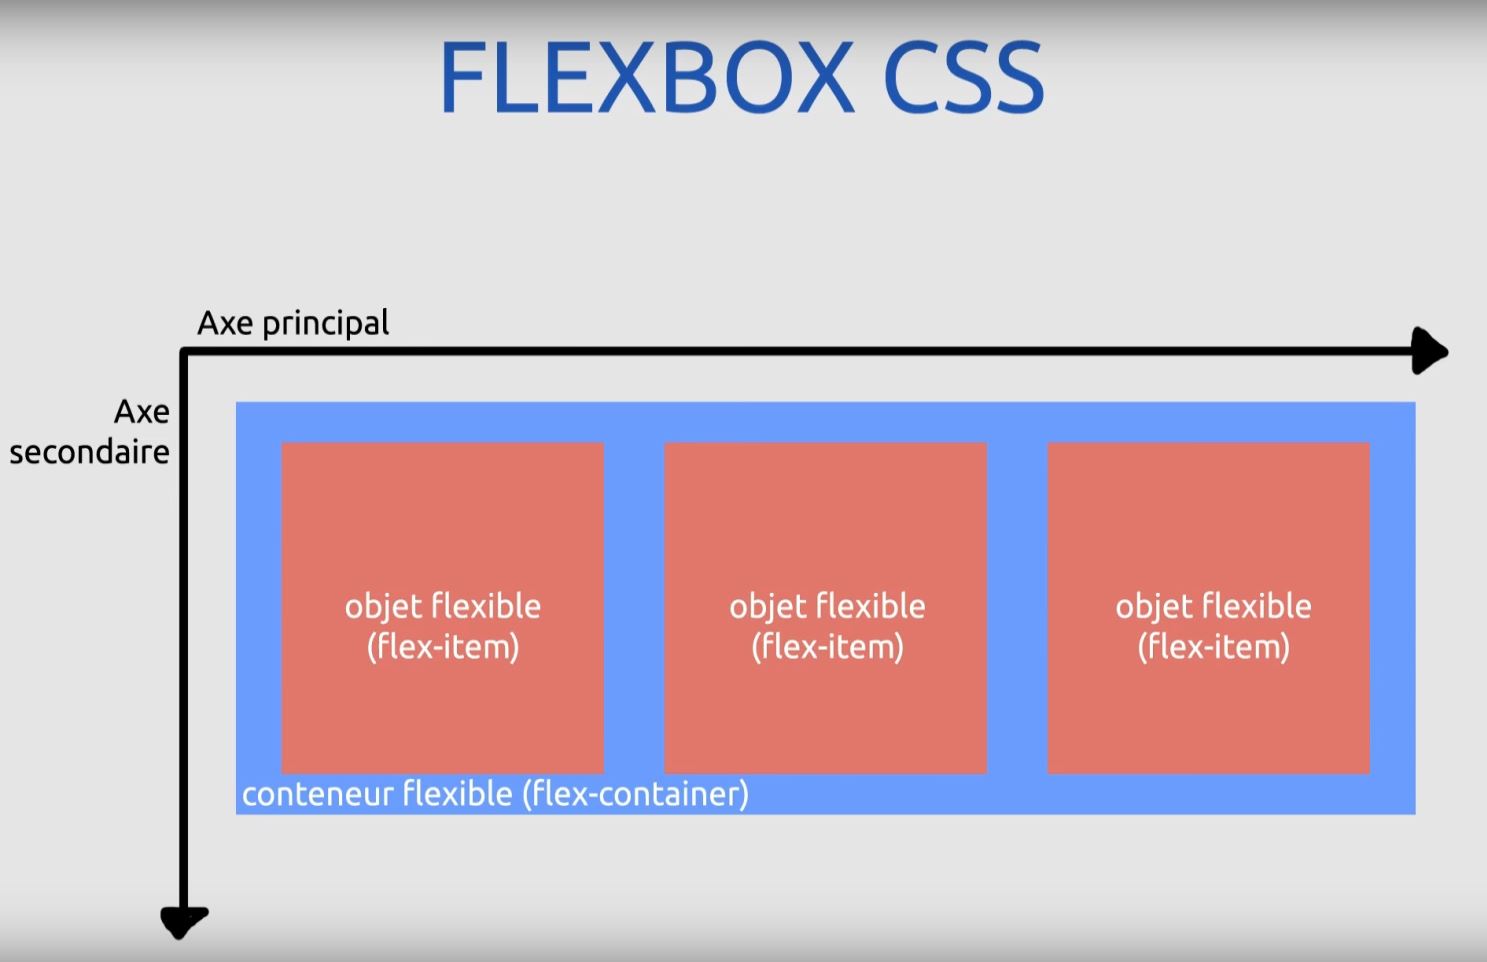 FLEXBOX CSS
Axe principal
Axe
secondaire
objet flexible
(flex-item)
objet flexible
(flex-item)
objet flexible
(flex-item)
conteneur flexible (flex-container)